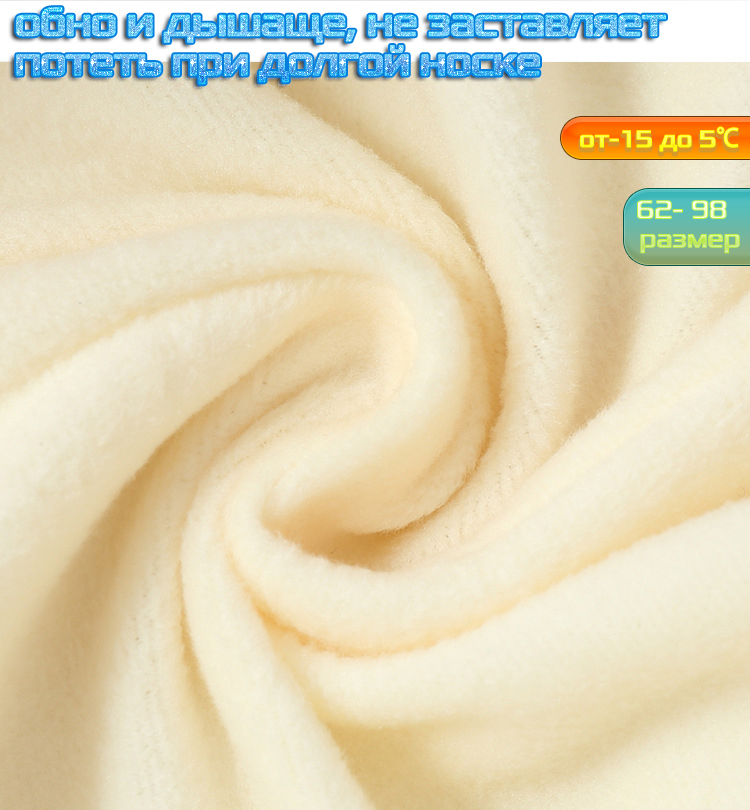 обно и дышаще, не заставляет
потеть при долгой носке
от-15 до 5℃
62- 98
размер